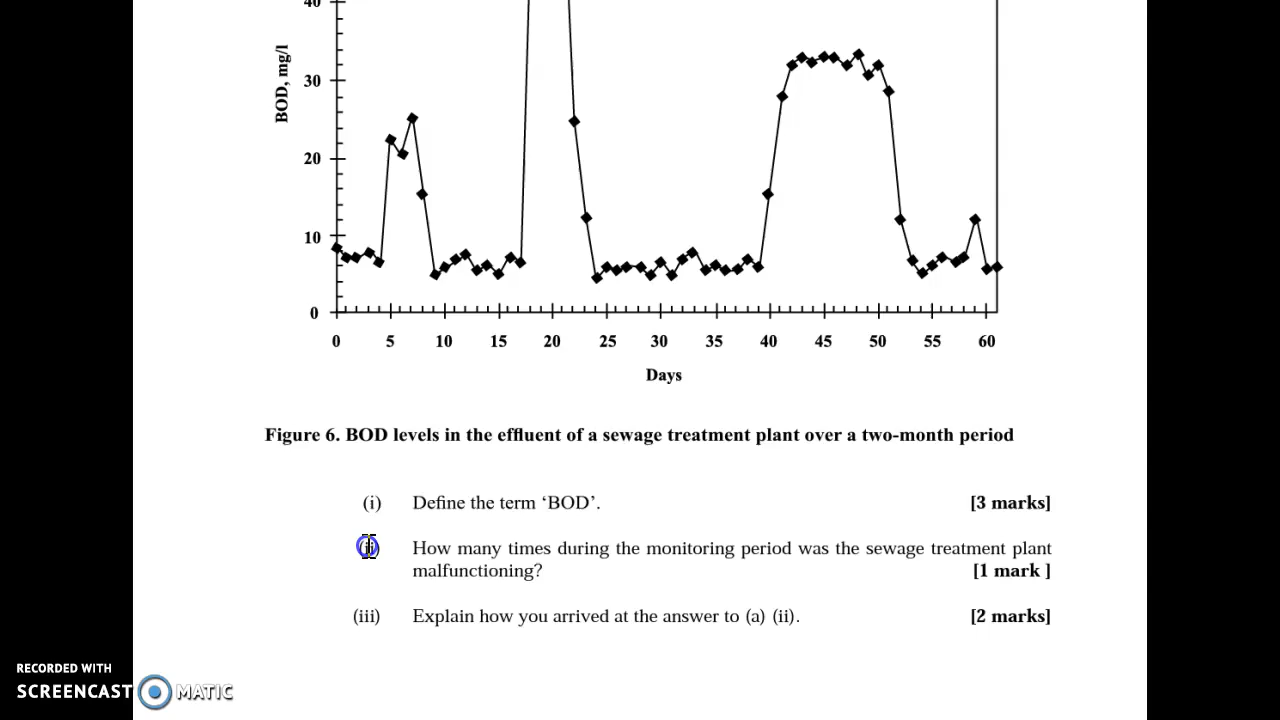 40
BOD, mg/l
30
20
10
0
0 5 10 15 20 25 30 35 40 45 50 55 60
Days
Figure 6. BOD levels in the effluent of a sewage treatment plant over a two-month period
(i) Define the term ‘BOD’. [3 marks]
(ii) How many times during the monitoring period was the sewage treatment plant
malfunctioning? [1 mark ]
(iii) Explain how you arrived at the answer to (a) (ii). [2 marks]
RECORDED WITH
SCREENCAST MATIC